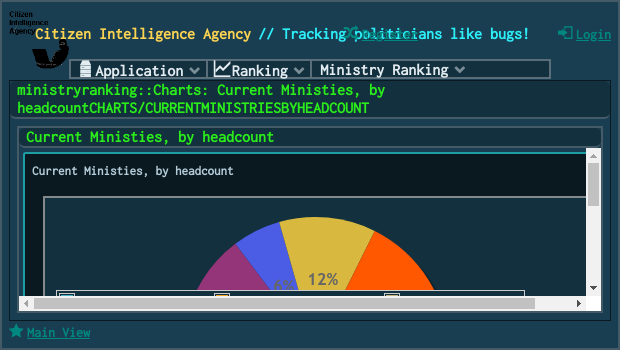 Citizen
Intelligence
Agency
Citizen Intelligence Agency // Tracking politicians like bugs!
Register
Login
Application
Ranking
Ministry Ranking
ministryranking::Charts: Current Ministies, by
headcountCHARTS/CURRENTMINISTRIESBYHEADCOUNT
Current Ministies, by headcount
Current Ministies, by headcount
12%
Main View